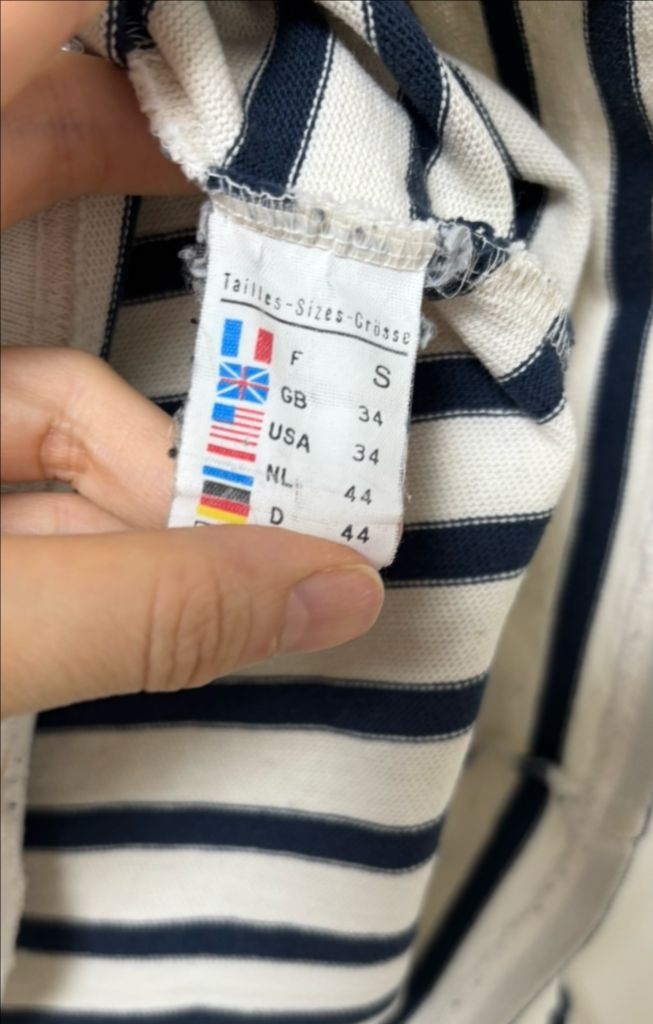 Tailles-Sizes-Grösse
F S
GB 34
USA 34
NL 44
D 44